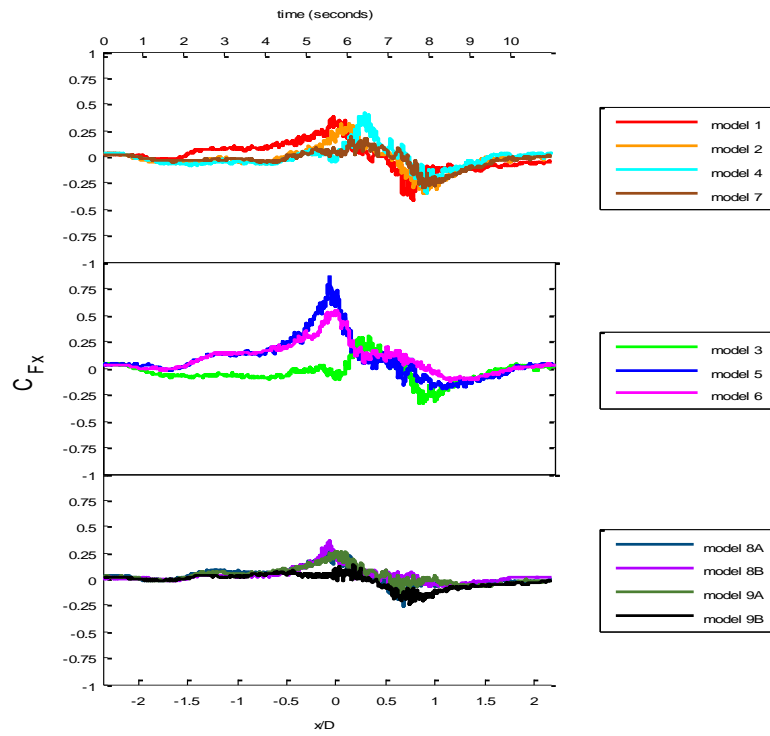 time (seconds)
0 1 2 3 4 5 6 7 8 9 10
1
0.75
0.5
0.25
0
-0.25
-0.5
-0.75
-1
model 1
model 2
model 4
model 7
0.75
0.5
0.25
0
-0.25
-0.5
-0.75
-1
C Fx
model 3
model 5
model 6
0.75
0.5
0.25
0
-0.25
-0.5
-0.75
-1
model 8A
model 8B
model 9A
model 9B
-2 -1.5 -1 -0.5 0 0.5 1 1.5 2
x/D